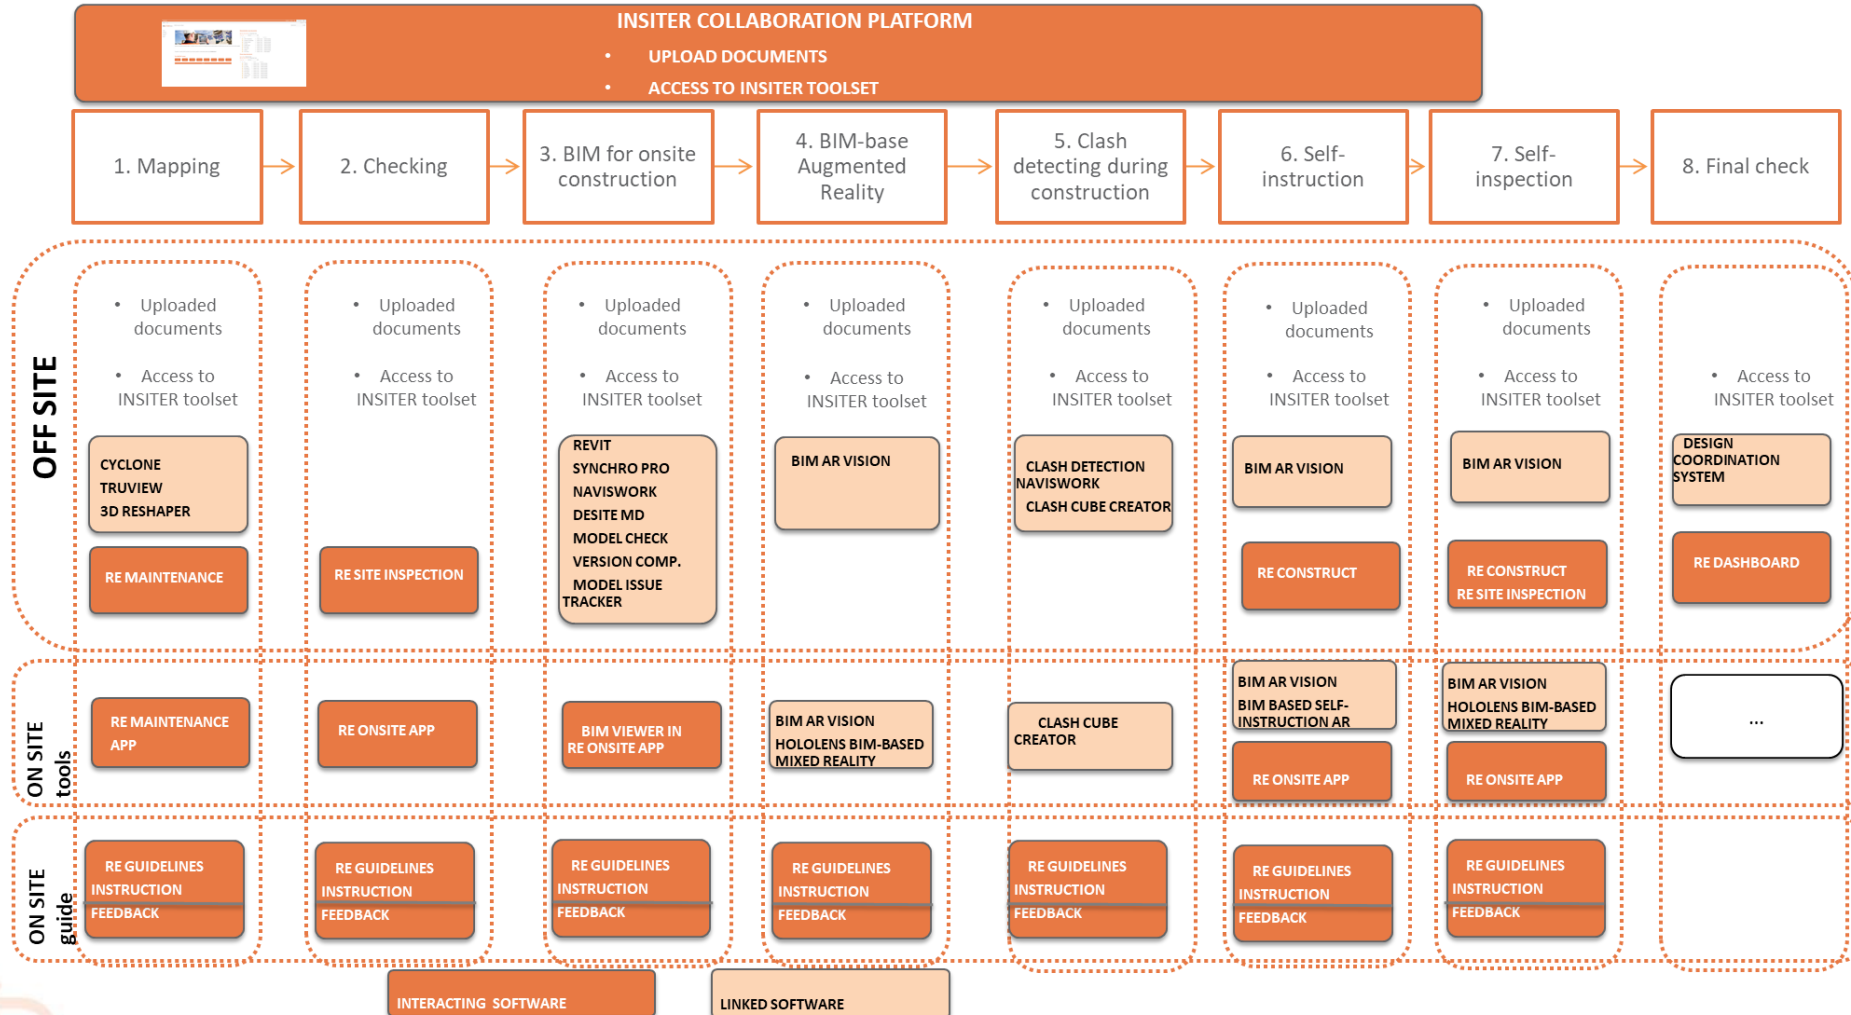 INSITER COLLABORATION PLATFORM
• UPLOAD DOCUMENTS
• ACCESS TO INSITER TOOLSET
1. Mapping
2. Checking
3. BIM for onsite
construction
4. BIM-base
Augmented
Reality
5. Clash
detecting during
construction
6. Self-
instruction
7. Self-
inspection
8. Final check
OFF SITE
• Uploaded
documents
• Access to
INSITER toolset
CYCLONE
TRUVIEW
3D RESHAPER
RE MAINTENANCE
• Uploaded
documents
• Access to
INSITER toolset
RE SITE INSPECTION
• Uploaded
documents
• Access to
INSITER toolset
REVIT
SYNCHRO PRO
NAVISWORK
DESITE MD
MODEL CHECK
VERSION COMP.
MODEL ISSUE
TRACKER
• Uploaded
documents
• Access to
INSITER toolset
BIM AR VISION
• Uploaded
documents
• Access to
INSITER toolset
CLASH DETECTION
NAVISWORK
CLASH CUBE CREATOR
• Uploaded
documents
• Access to
INSITER toolset
BIM AR VISION
RE CONSTRUCT
• Uploaded
documents
• Access to
INSITER toolset
BIM AR VISION
RE CONSTRUCT
RE SITE INSPECTION
• Access to
INSITER toolset
DESIGN
COORDINATION
SYSTEM
RE DASHBOARD
ON SITE
tools
RE MAINTENANCE
APP
RE ONSITE APP
BIM VIEWER IN
RE ONSITE APP
BIM AR VISION
HOLOLENS BIM-BASED
MIXED REALITY
CLASH CUBE
CREATOR
BIM AR VISION
BIM BASED SELF-
INSTRUCTION AR
RE ONSITE APP
BIM AR VISION
HOLOLENS BIM-BASED
MIXED REALITY
RE ONSITE APP
...
ON SITE
guide
RE GUIDELINES
INSTRUCTION
FEEDBACK
RE GUIDELINES
INSTRUCTION
FEEDBACK
RE GUIDELINES
INSTRUCTION
FEEDBACK
RE GUIDELINES
INSTRUCTION
FEEDBACK
RE GUIDELINES
INSTRUCTION
FEEDBACK
RE GUIDELINES
INSTRUCTION
FEEDBACK
RE GUIDELINES
INSTRUCTION
FEEDBACK
INTERACTING SOFTWARE
LINKED SOFTWARE